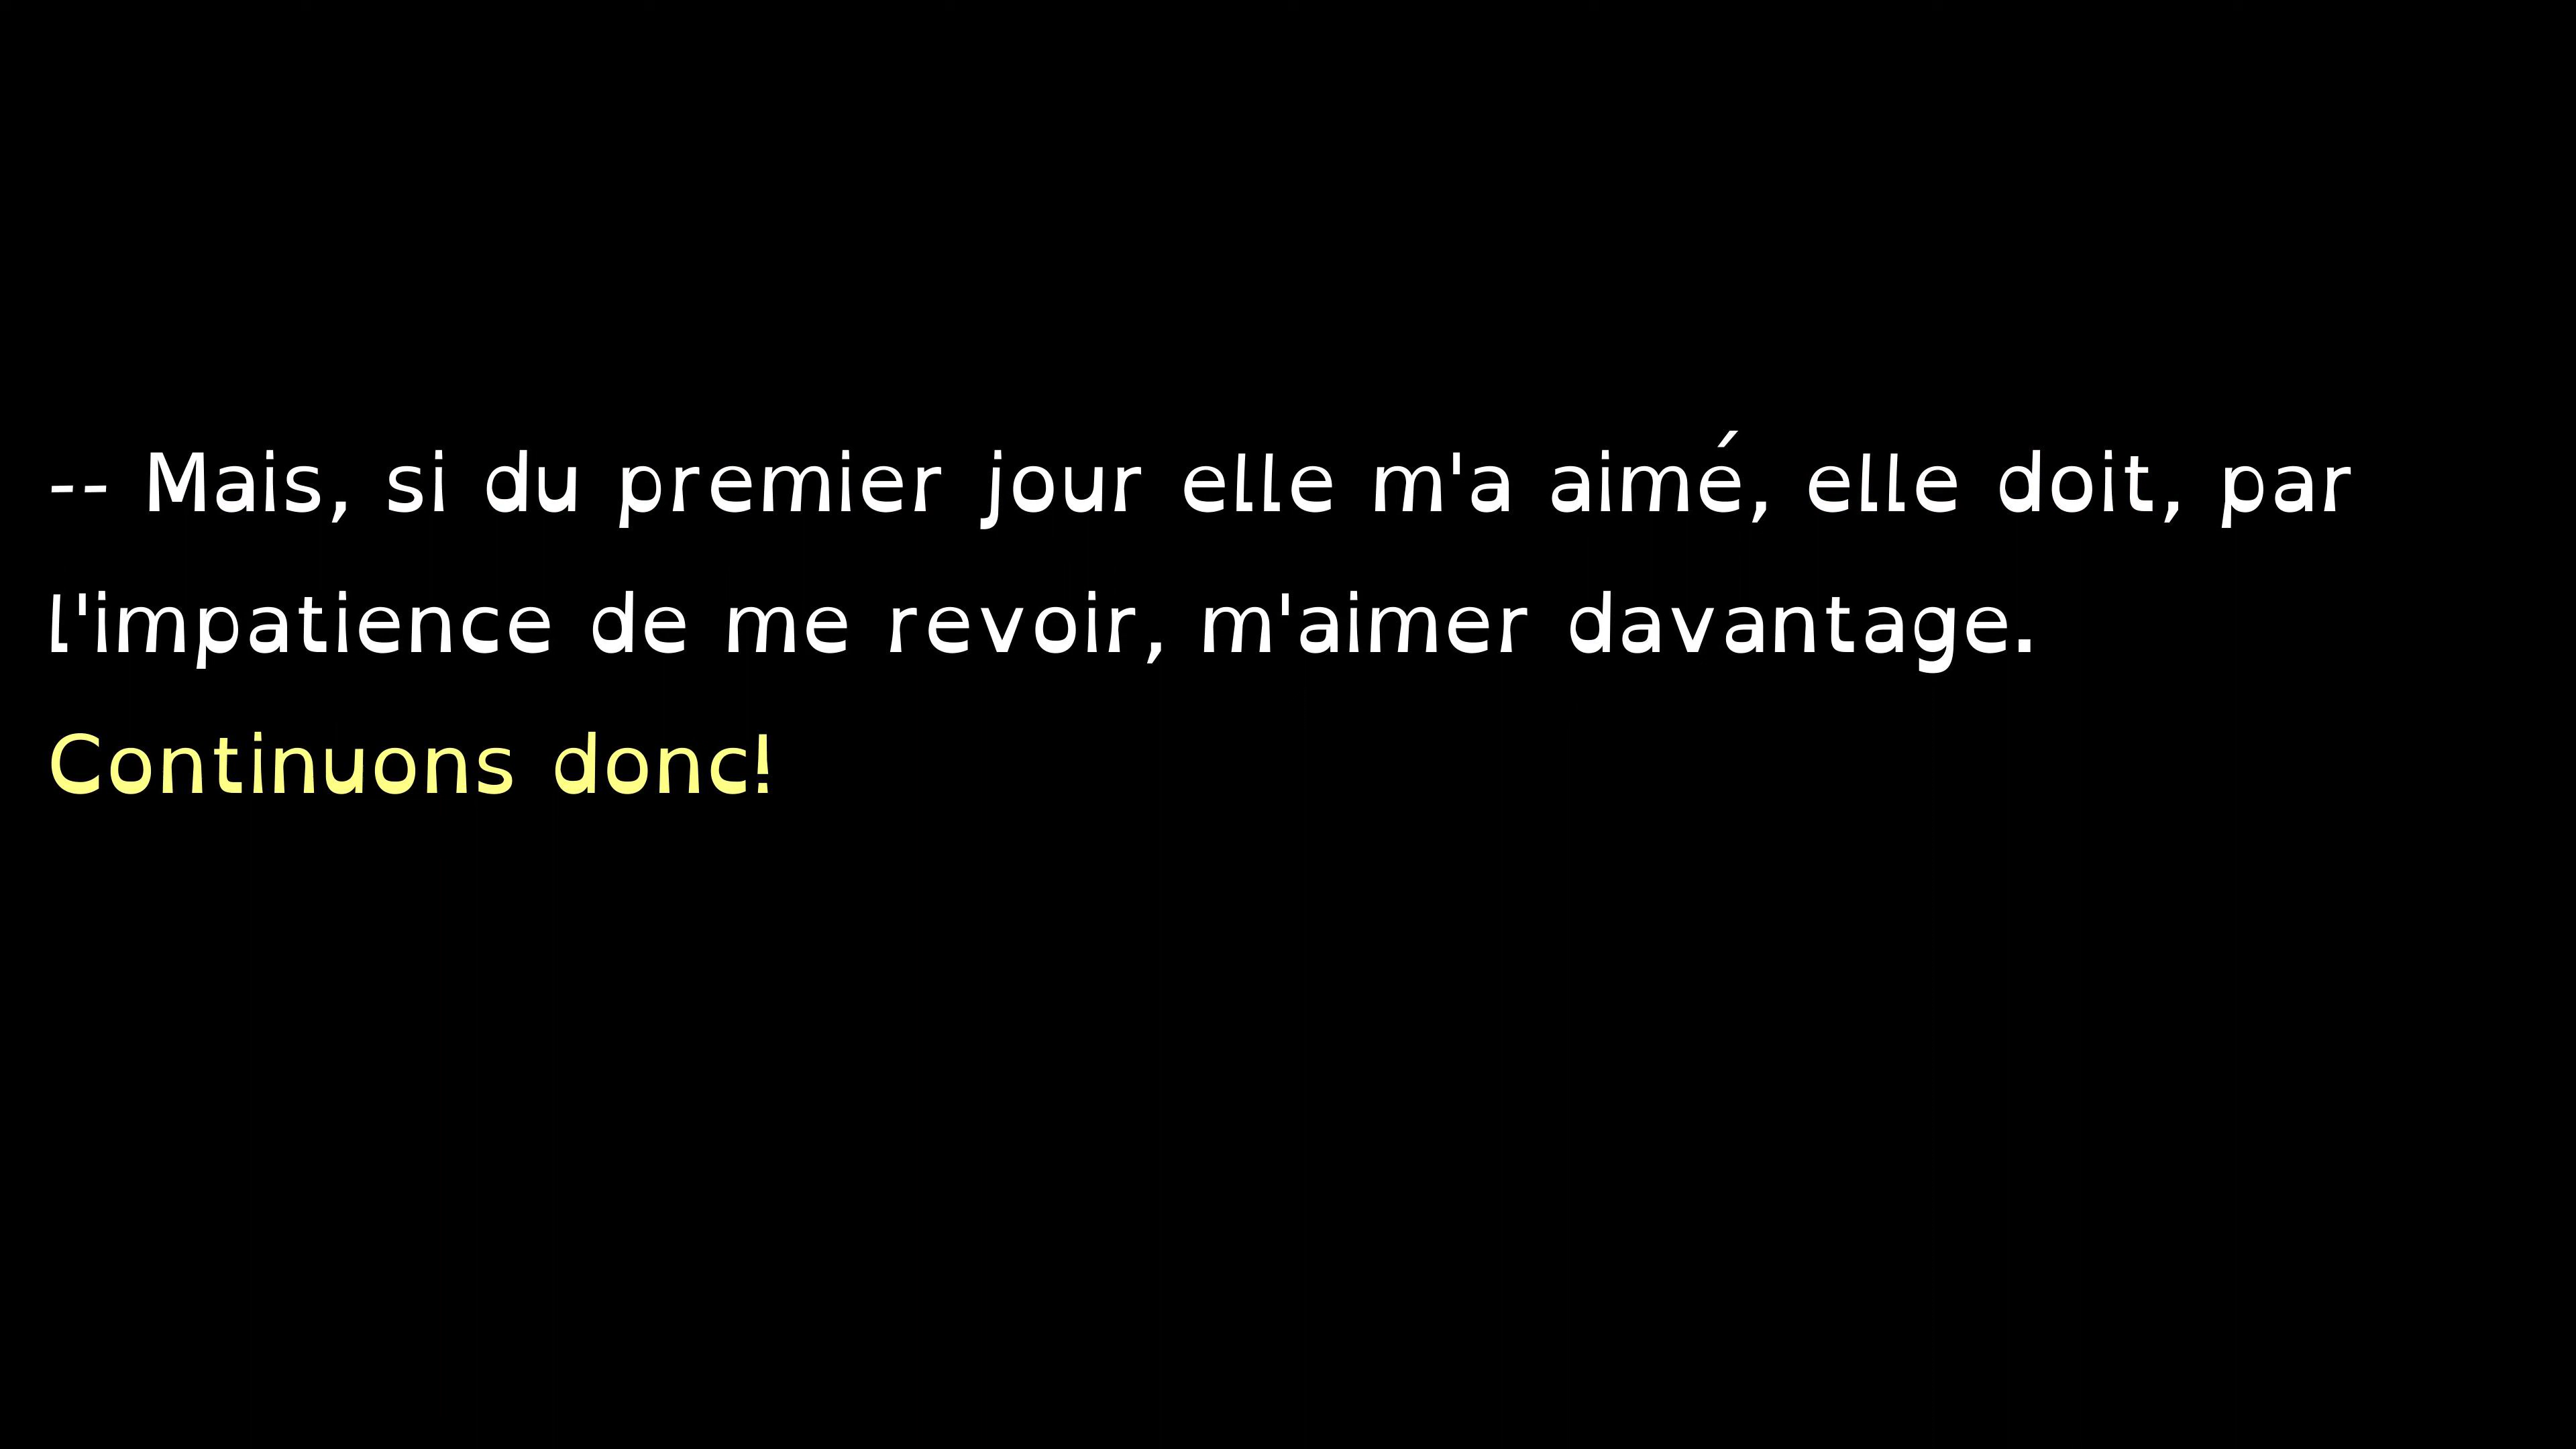 -- Mais, si du premier jour elle m'a aimé, elle doit, par
l'impatience de me revoir, m'aimer davantage.
Continuons donc!